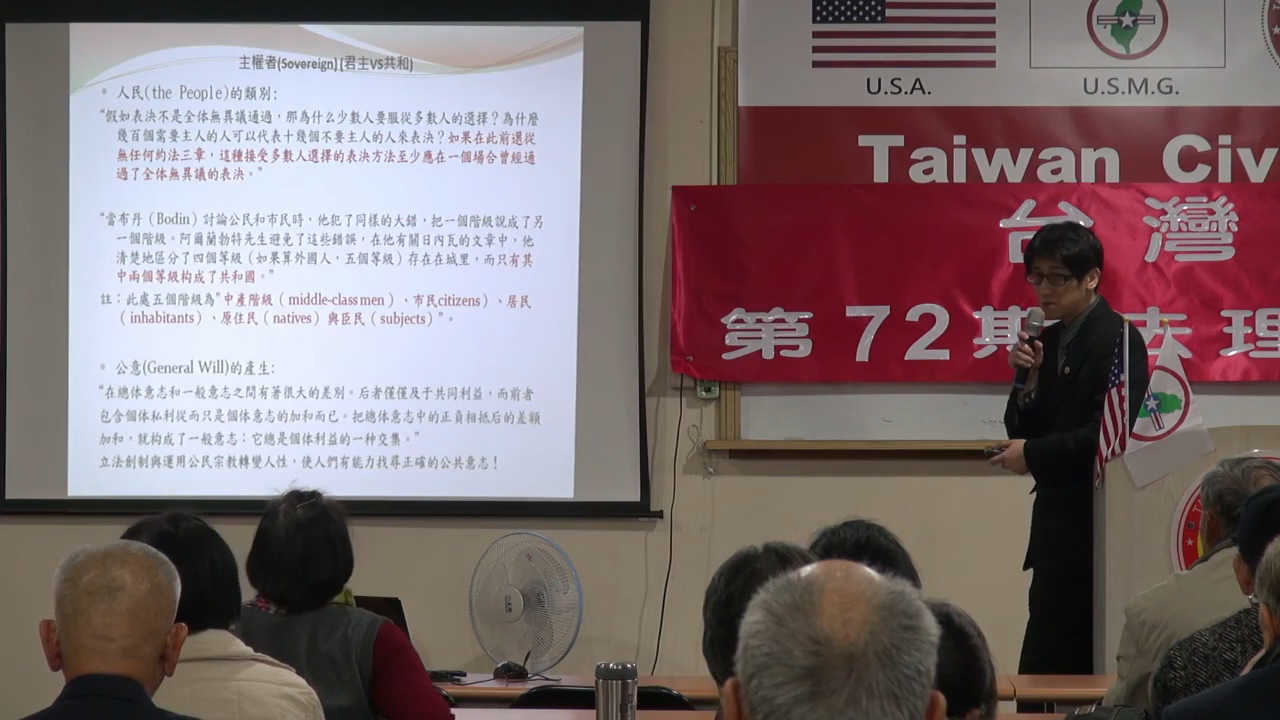 主權者(Sovereign) (君主VS共和)
人民(the People)的類別:
“假如表決不是全体無異議通過，那為什么少數人要服從多數人的選擇？為什麼
幾百個需要主人的人可以代表十幾個不要主人的人來表決？如果在此前選從
無任何約法三章，這種接受多數人選擇的表決方法至少應在一個場合曾經通
過了全体無異議的表決。”
“當布丹（Bodin）討論公民和市民時，他犯了同樣的大錯，把一個階級說成了另
一個階級。阿爾蘭勃特先生避免了這些錯誤，在他有關日內瓦的文章中，他
清楚地區分了四個等級（如果算外國人，五個等級）存在在城里，而只有其
中兩個等級构成了共和國。”
註：此處五個階級為”中產階級（middle-class men）、市民citizens）、居民
（inhabitants）、原住民（natives）與臣民（subjects）”。
公意(General Will)的產生:
“在總体意志和一般意志之間有著很大的差別。后者僅僅及于共同利益，而前者
包含個体私利從而只是個体意志的加和而已。把總体意志中的正負相抵后的差額
加和，就构成了一般意志：它總是個体利益的一种交集。”
立法創制與運用公民宗教轉變人性，使人們有能力找尋正確的公共意志！
U.S.A.
U.S.M.G.
Taiwan Civ
台灣
第72期法理